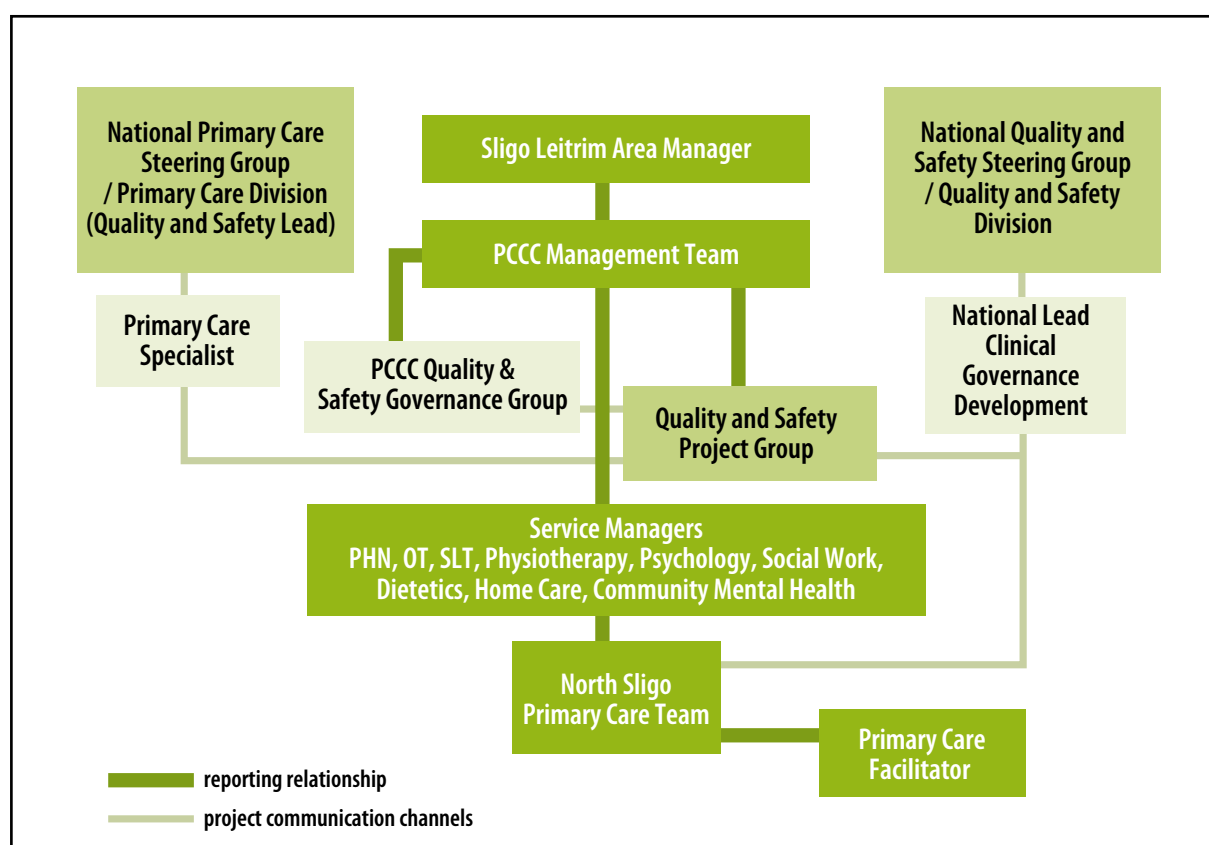 National Primary Care
Steering Group
/ Primary Care Division
(Quality and Safety Lead)
Sligo Leitrim Area Manager
National Quality and
Safety Steering Group
/ Quality and Safety
Division
PCCC Management Team
Primary Care
Specialist
National Lead
Clinical
Governance
Development
PCCC Quality &
Safety Governance Group
Quality and Safety
Project Group
Service Managers
PHN, OT, SLT, Physiotherapy, Psychology, Social Work,
Dietetics, Home Care, Community Mental Health
North Sligo
Primary Care Team
Primary Care
Facilitator
reporting relationship
project communication channels